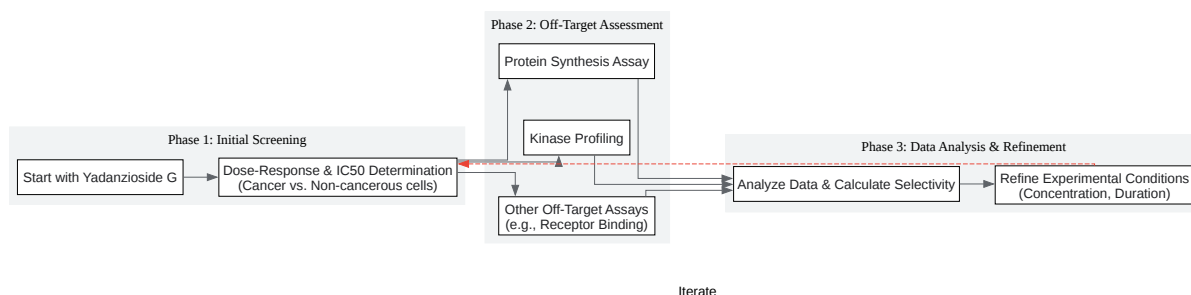 Phase 1: Initial Screening
Start with Yadanzioside G
Dose-Response & IC50 Determination
(Cancer vs. Non-cancerous cells)
Phase 2: Off-Target Assessment
Protein Synthesis Assay
Kinase Profiling
Other Off-Target Assays
(e.g., Receptor Binding)
Phase 3: Data Analysis & Refinement
Analyze Data & Calculate Selectivity
Refine Experimental Conditions
(Concentration, Duration)
Iterate